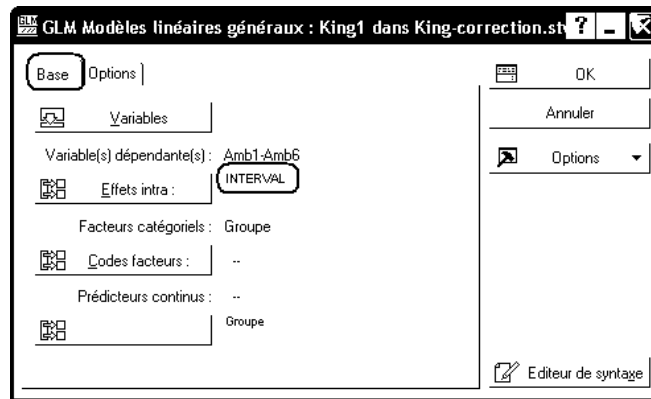 GLM Modèles linéaires généraux : King1 dans King-correction.st
Base Options
OK
Variables
Annuler
Variable(s) dépendante(s) : Amb1-Amb6
Options
Effets intra : INTERVAL
Facteurs catégoriels : Groupe
Codes facteurs : --
Prédicteurs continus : --
Groupe
Editeur de syntaxe